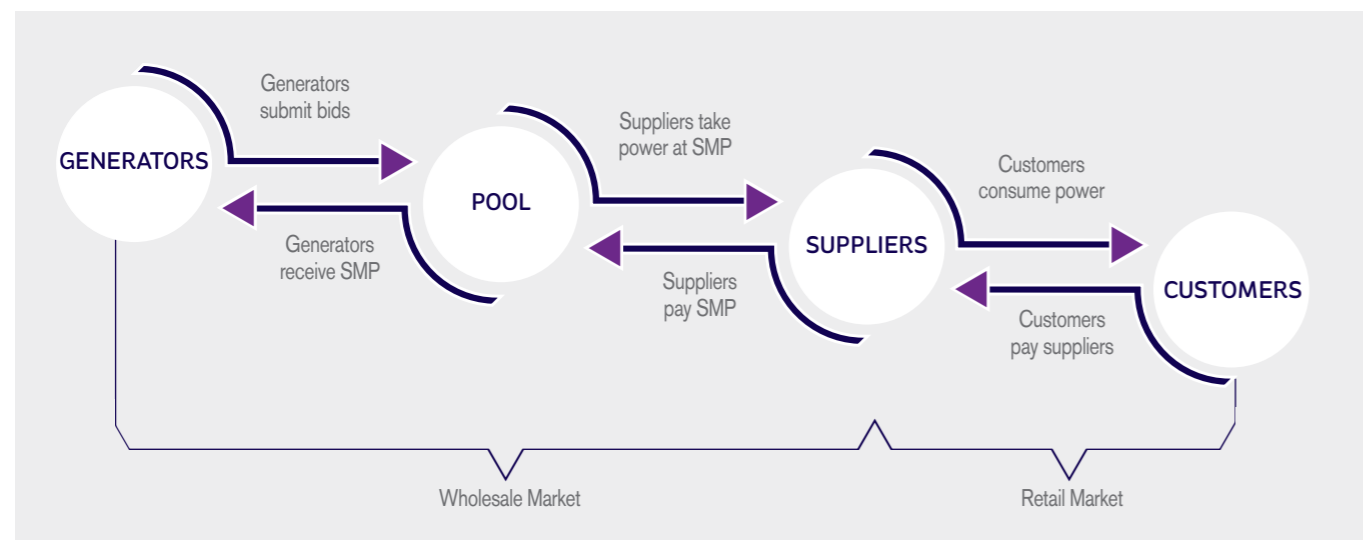 Generators
submit bids
GENERATORS
Generators
receive SMP
POOL
Suppliers take
power at SMP
Suppliers
pay SMP
SUPPLIERS
Customers
consume power
Customers
pay suppliers
CUSTOMERS
Wholesale Market
Retail Market